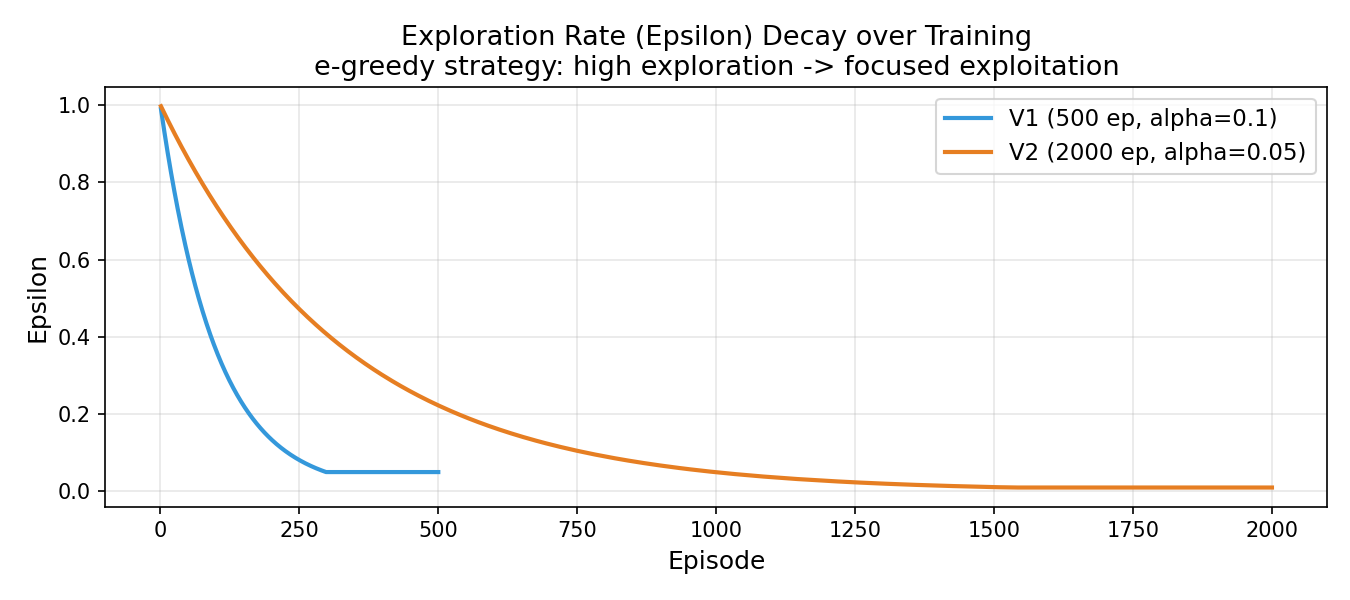 Exploration Rate (Epsilon) Decay over Training
e-greedy strategy: high exploration -> focused exploitation
V1 (500 ep, alpha=0.1)
V2 (2000 ep, alpha=0.05)
Epsilon
1.0
0.8
0.6
0.4
0.2
0.0
0 250 500 750 1000 1250 1500 1750 2000
Episode